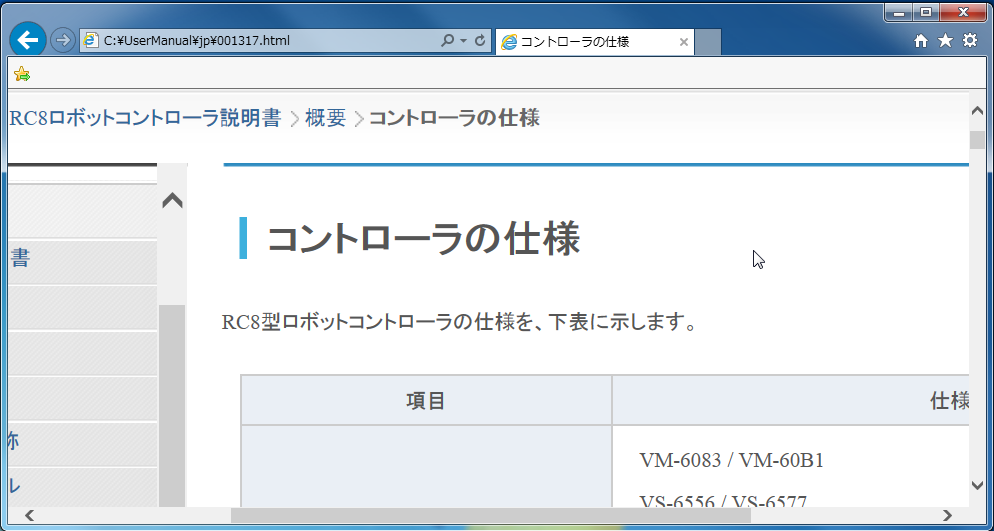 C:¥UserManual¥jp¥001317.html
コントローラの仕様
RC8ロボットコントローラ説明書 > 概要 > コントローラの仕様
書
称
ル
コントローラの仕様
RC8型ロボットコントローラの仕様を、下表に示します。
項目 仕様
VM-6083 / VM-60B1
VS-6556 / VS-6577